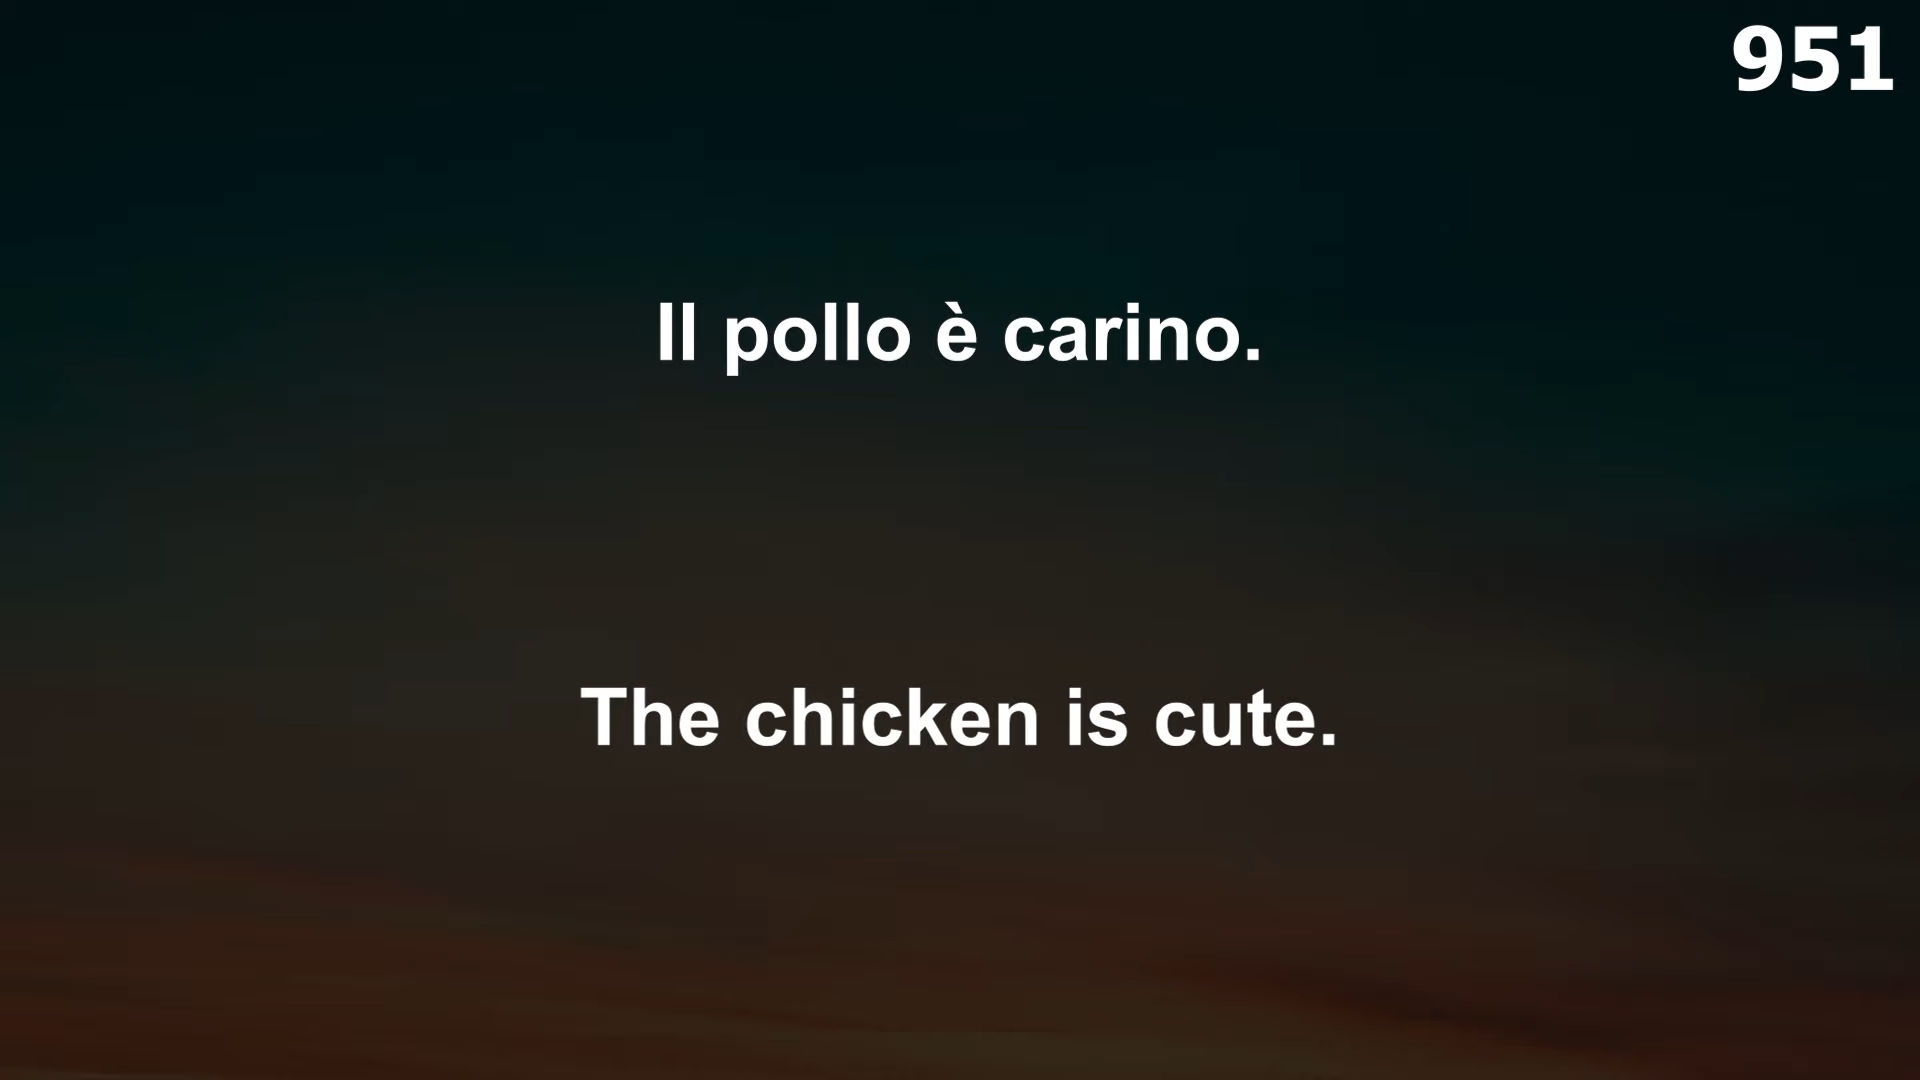 951
Il pollo è carino.
The chicken is cute.